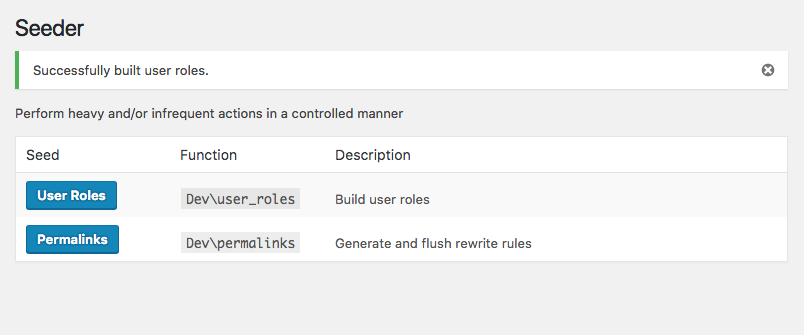 Seeder
Successfully built user roles.
Perform heavy and/or infrequent actions in a controlled manner
Seed Function Description
User Roles Dev\user_roles Build user roles
Permalinks Dev\permalinks Generate and flush rewrite rules